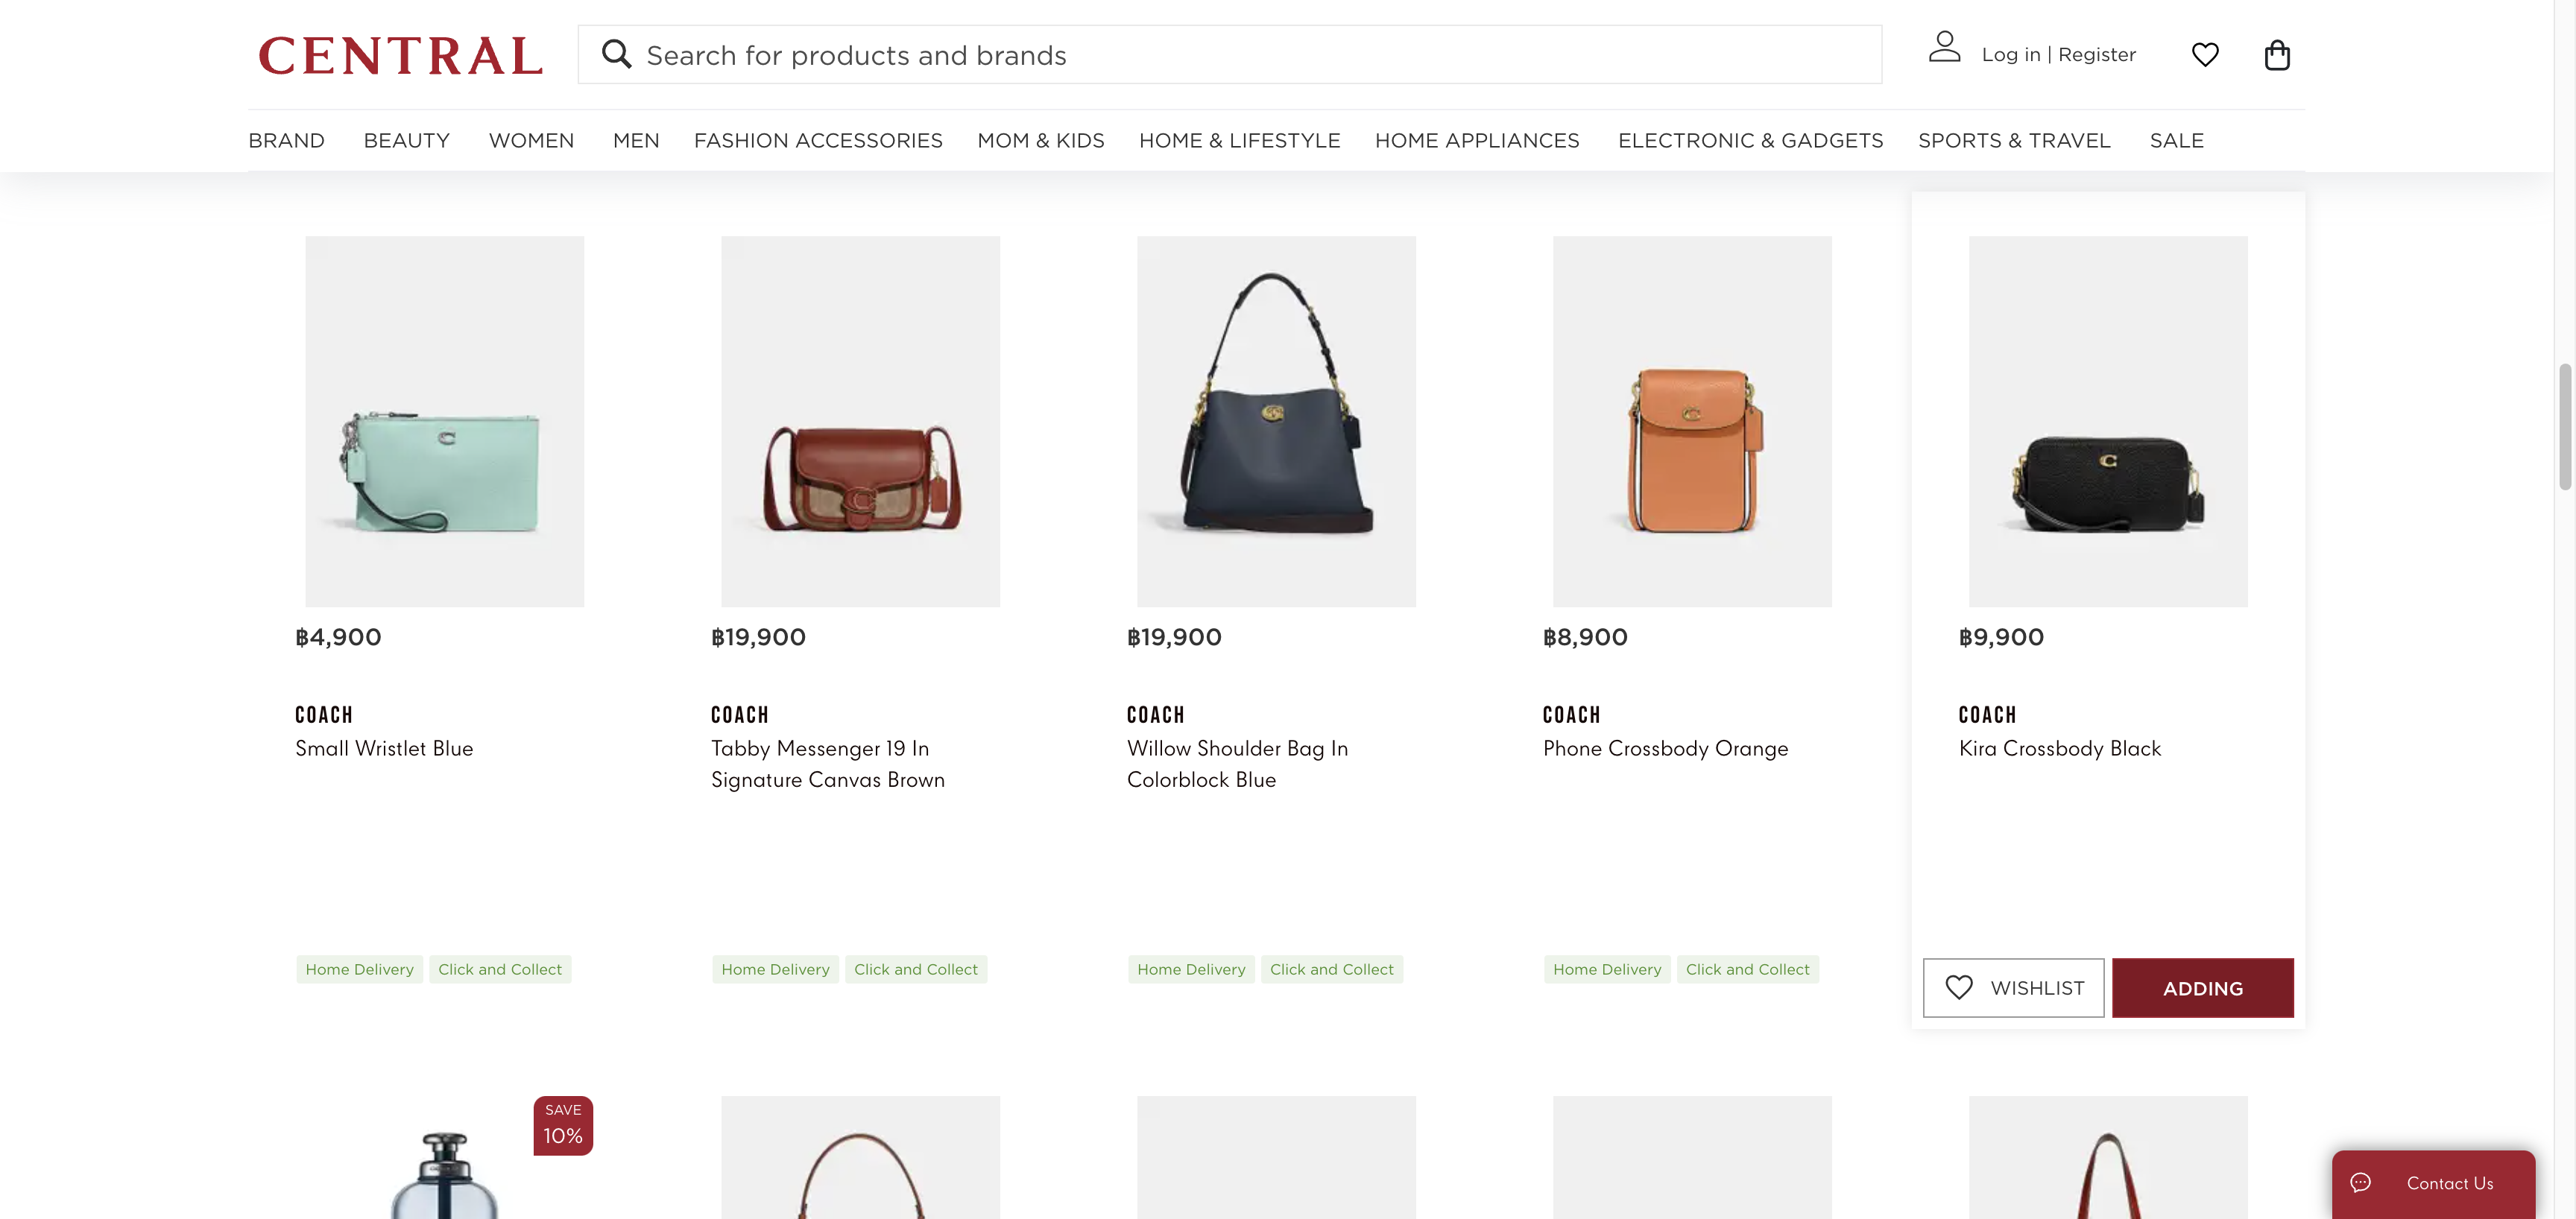 CENTRAL
Search for products and brands
Log in | Register
BRAND BEAUTY WOMEN MEN FASHION ACCESSORIES MOM & KIDS HOME & LIFESTYLE HOME APPLIANCES ELECTRONIC & GADGETS SPORTS & TRAVEL SALE
฿4,900
COACH
Small Wristlet Blue
Home Delivery Click and Collect
฿19,900
COACH
Tabby Messenger 19 In
Signature Canvas Brown
Home Delivery Click and Collect
฿19,900
COACH
Willow Shoulder Bag In
Colorblock Blue
Home Delivery Click and Collect
฿8,900
COACH
Phone Crossbody Orange
Home Delivery Click and Collect
฿9,900
COACH
Kira Crossbody Black
WISHLIST ADDING
SAVE
10%
Contact Us